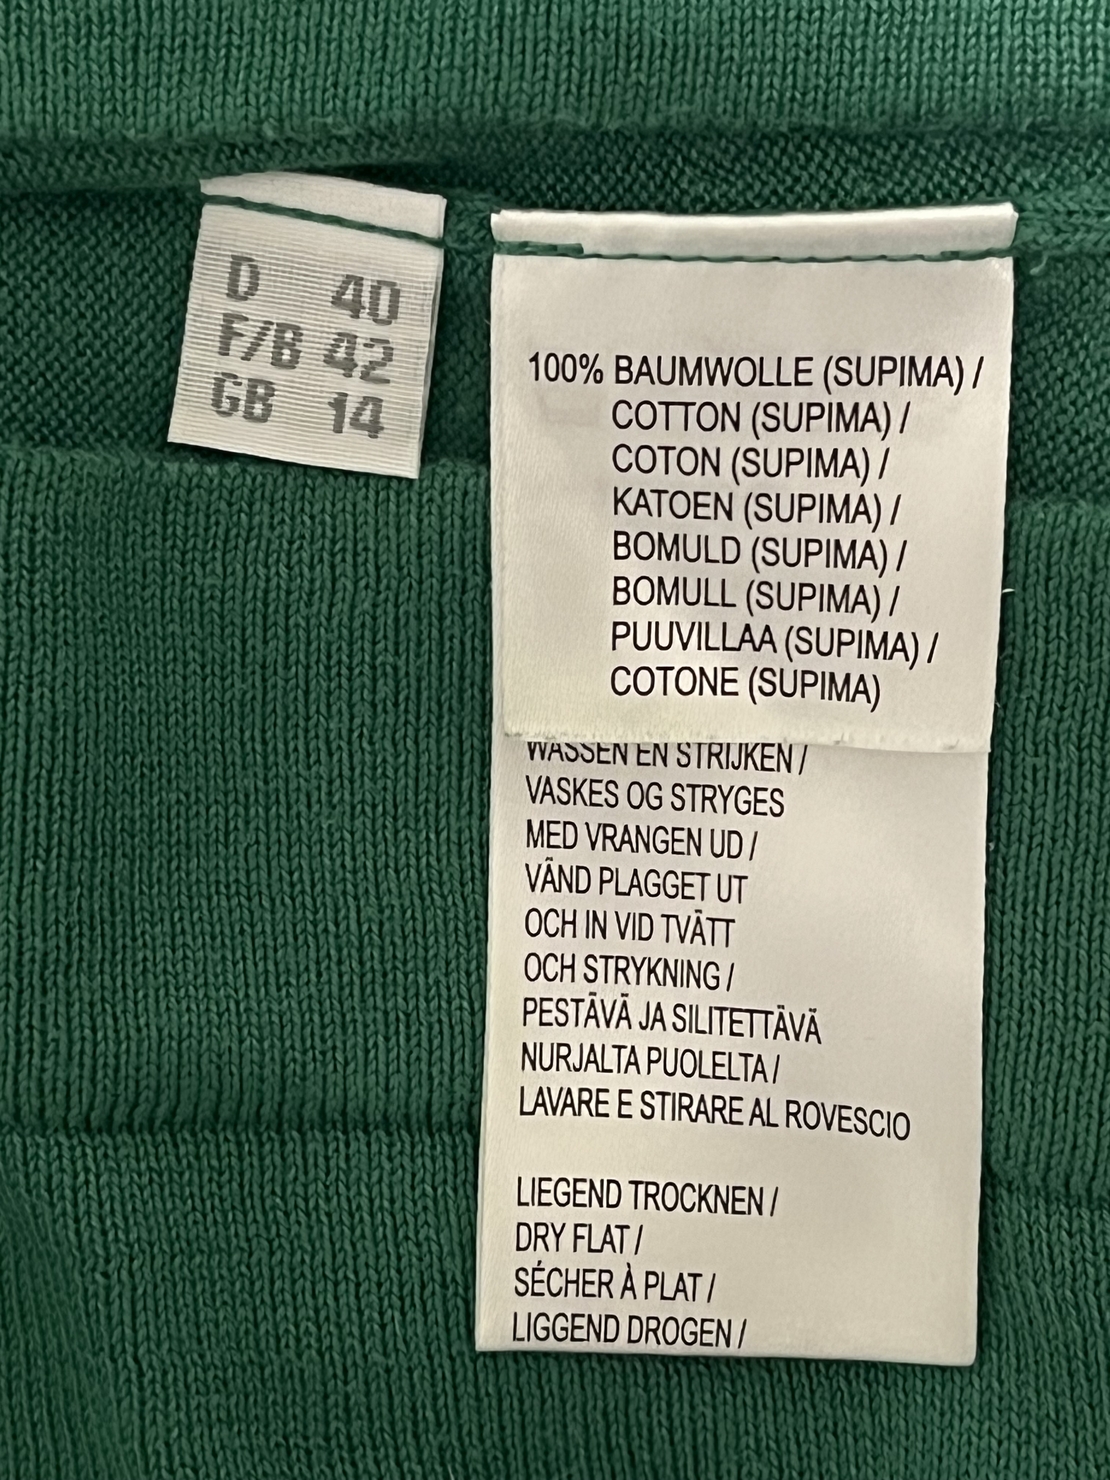 D 40
F/B 42
GB 14
100% BAUMWOLLE (SUPIMA) /
COTTON (SUPIMA) /
COTON (SUPIMA) /
KATOEN (SUPIMA) /
BOMULD (SUPIMA) /
BOMULL (SUPIMA) /
PUUVILLAA (SUPIMA) /
COTONE (SUPIMA)
WASSEN EN STRIJKEN /
VASKES OG STRYGES
MED VRANGEN UD /
VÄND PLAGGET UT
OCH IN VID TVÄTT
OCH STRYKNING /
PESTÄVÄ JA SILITETTÄVÄ
NURJALTA PUOLELTA /
LAVARE E STIRARE AL ROVESCIO
LIEGEND TROCKNEN /
DRY FLAT /
SÉCHER À PLAT /
LIGGEND DROGEN /